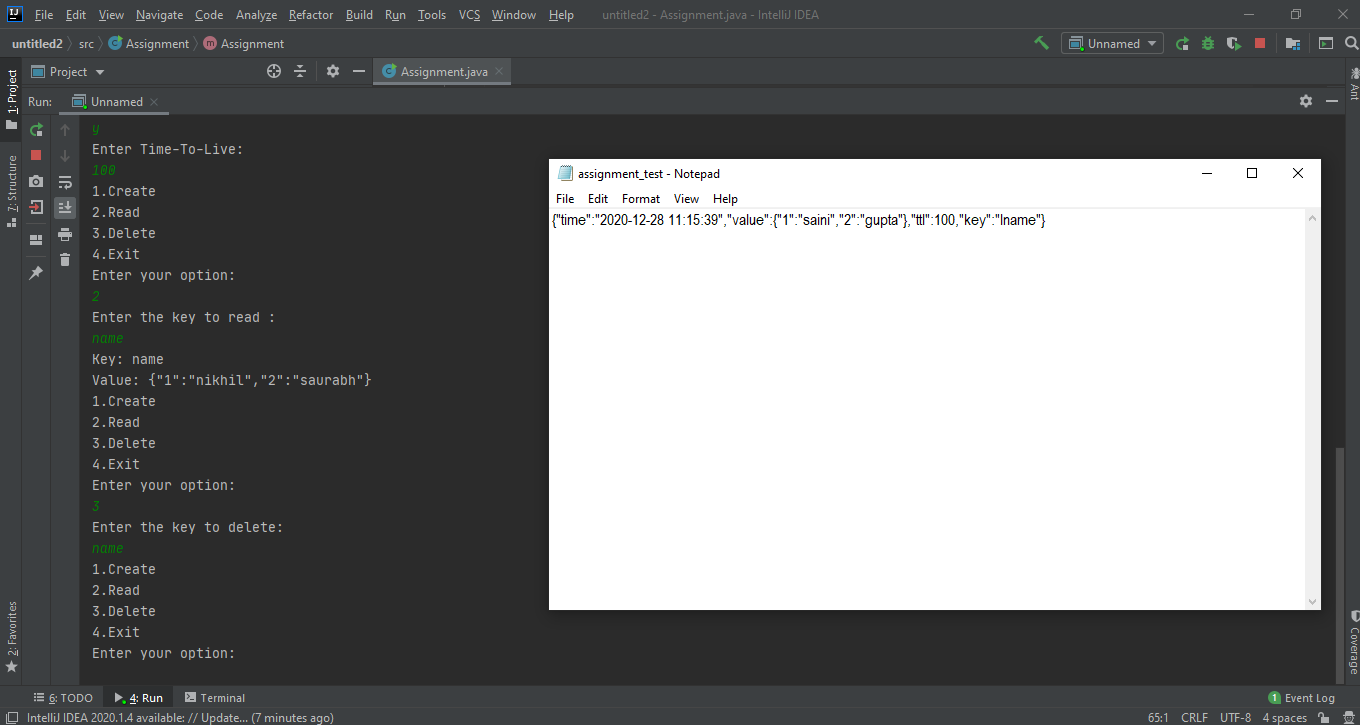 File Edit View Navigate Code Analyze Refactor Build Run Tools VCS Window Help untitled2 - Assignment.java - IntelliJ IDEA
untitled2 src Assignment Assignment Unnamed
Project Assignment.java
Run: Unnamed
1: Project
7: Structure
2: Favorites
y
Enter Time-To-Live:
100
1.Create
2.Read
3.Delete
4.Exit
Enter your option:
2
Enter the key to read :
name
Key: name
Value: {"1":"nikhil","2":"saurabh"}
1.Create
2.Read
3.Delete
4.Exit
Enter your option:
3
Enter the key to delete:
name
1.Create
2.Read
3.Delete
4.Exit
Enter your option:
assignment_test - Notepad
File Edit Format View Help
{"time":"2020-12-28 11:15:39","value":{"1":"saini","2":"gupta"},"ttl":100,"key":"lname"}
Ant
Coverage
6: TODO 4: Run Terminal 1 Event Log
IntelliJ IDEA 2020.1.4 available: // Update... (7 minutes ago) 65:1 CRLF UTF-8 4 spaces